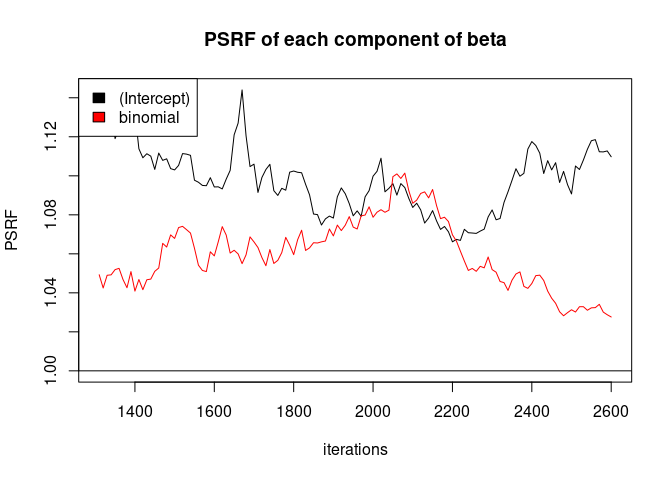 PSRF of each component of beta
(Intercept)
binomial
PSRF
1.12
1.08
1.04
1.00
1400 1600 1800 2000 2200 2400 2600
iterations